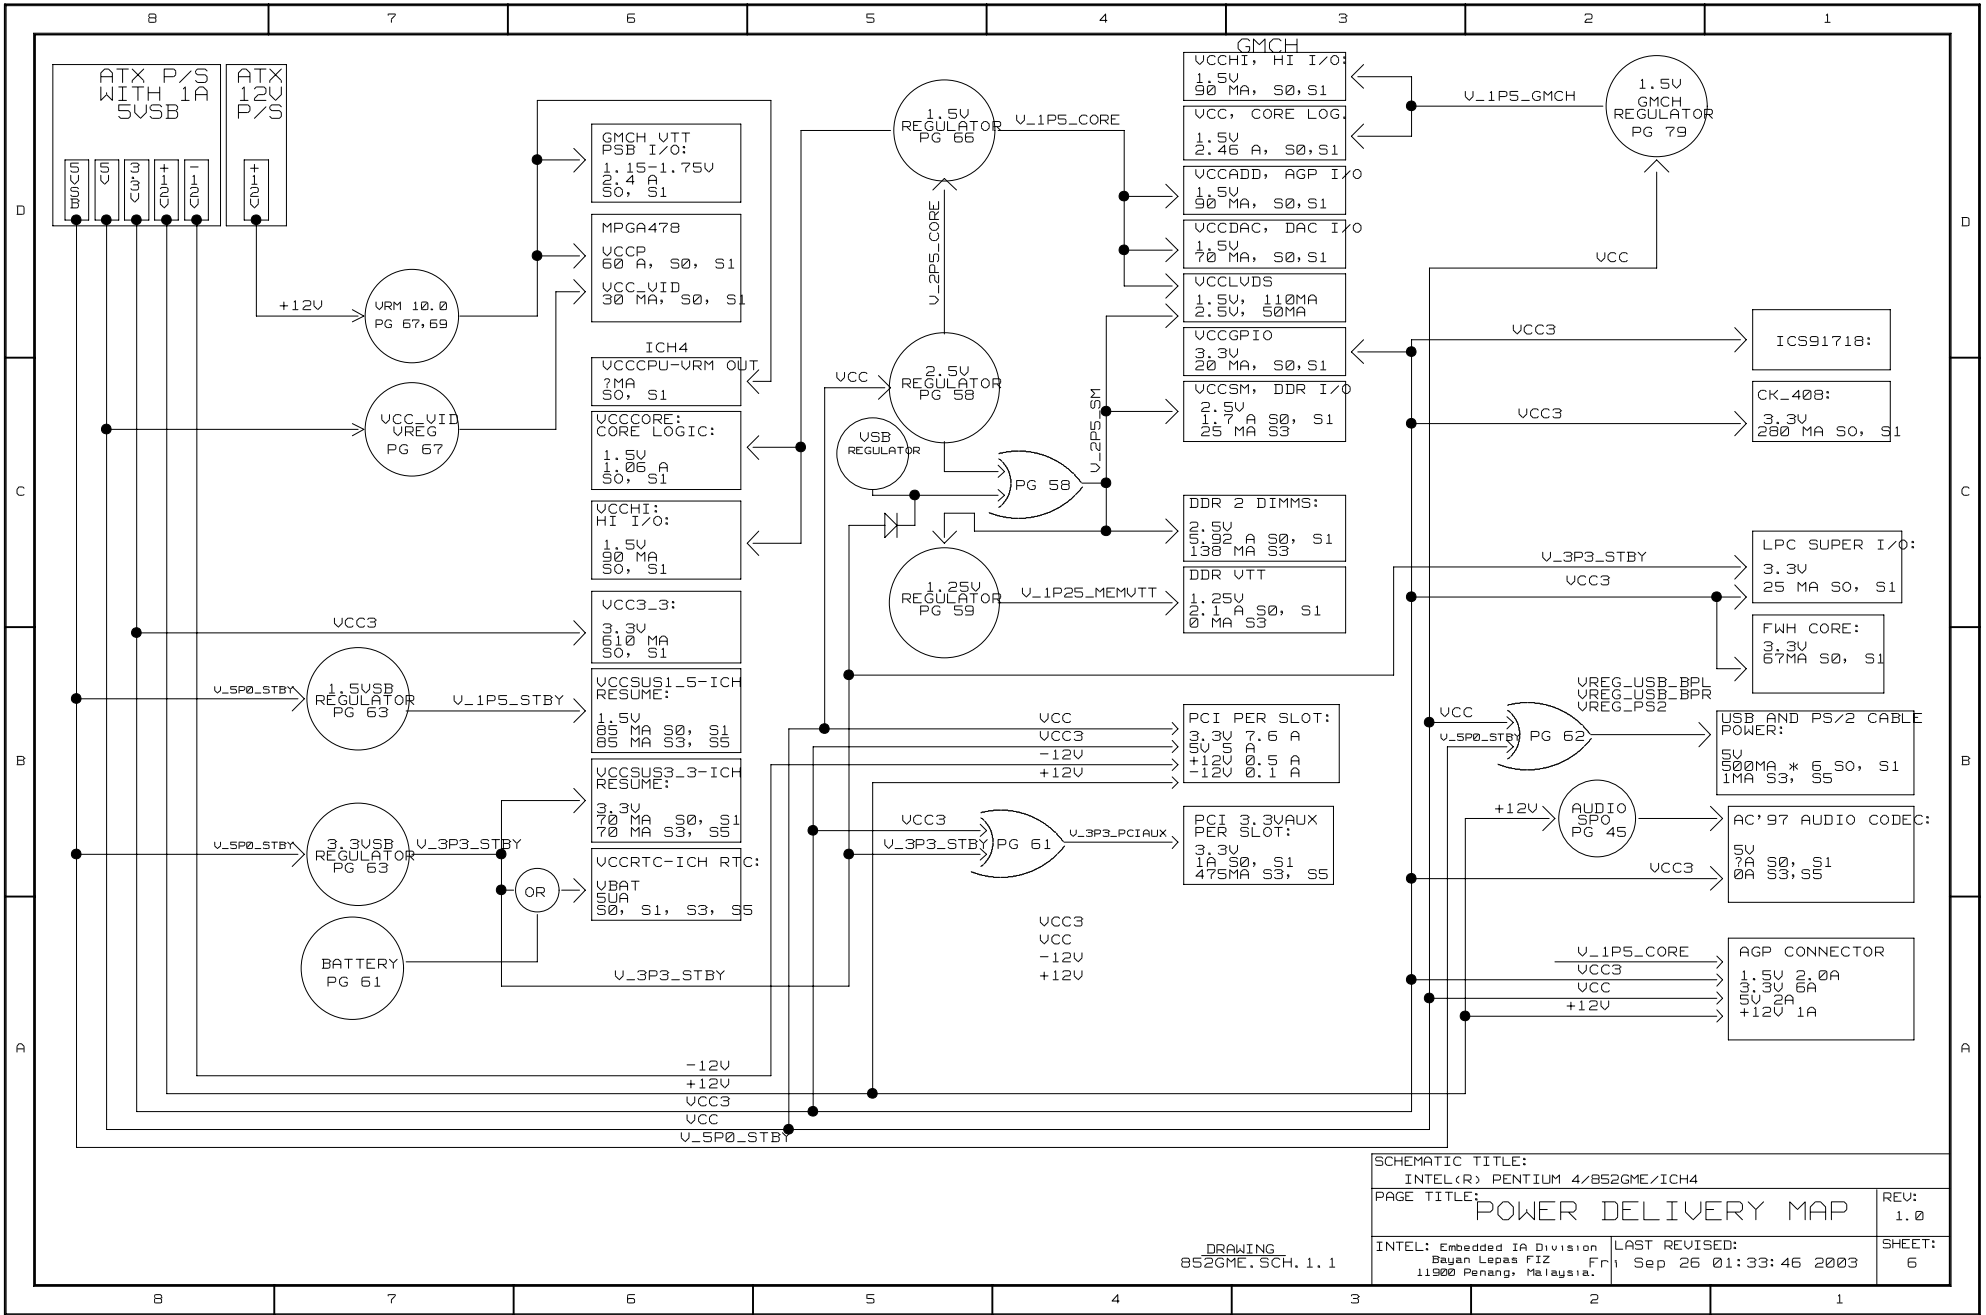 8 7 6 5 4 3 2 1
D
C
B
A
ATX P/S
WITH 1A
5VSB
ATX
12V
P/S
5VSB
5V
3.3V
+12V
-12V
+12V
+12V
VRM 10.0
PG 67,69
VCC_VID
VREG
PG 67
GMCH VTT
PSB I/O:
1.15-1.75V
2.4 A
SO, S1
MPGA478
VCCP
60 A, S0, S1
VCC_VID
30 MA, S0, S1
ICH4
VCCCPU-VRM OUT
?MA
SO, S1
VCCCORE:
CORE LOGIC:
1.5V
1.06 A
SO, S1
VCCHI:
HI I/O:
1.5V
90 MA
SO, S1
VCC3
VCC3_3:
3.3V
610 MA
SO, S1
V_5P0_STBY
1.5VSB
REGULATOR
PG 63
V_1P5_STBY
VCCSUS1_5-ICH
RESUME:
1.5V
85 MA S0, S1
85 MA S3, S5
VCCSUS3_3-ICH
RESUME:
3.3V
70 MA S0, S1
70 MA S3, S5
V_5P0_STBY
3.3VSB
REGULATOR
PG 63
V_3P3_STBY
VCCRTC-ICH RTC:
VBAT
5UA
S0, S1, S3, S5
OR
BATTERY
PG 61
V_3P3_STBY
-12V
+12V
VCC3
VCC
V_5P0_STBY
1.5V
REGULATOR
PG 66
V_1P5_CORE
V_2P5_CORE
VCC
2.5V
REGULATOR
PG 58
VSB
REGULATOR
PG 58
V_2P5_SM
1.25V
REGULATOR
PG 59
V_1P25_MEMVTT
GMCH
VCCHI, HI I/O:
1.5V
90 MA, S0,S1
VCC, CORE LOG.
1.5V
2.46 A, S0,S1
VCCADD, AGP I/O
1.5V
90 MA, S0,S1
VCCDAC, DAC I/O
1.5V
70 MA, S0,S1
VCCLVDS
1.5V, 110MA
2.5V, 50MA
VCCGPIO
3.3V
20 MA, S0,S1
VCCSM, DDR I/O
2.5V
1.7 A S0, S1
25 MA S3
DDR 2 DIMMS:
2.5V
5.92 A S0, S1
138 MA S3
DDR VTT
1.25V
2.1 A S0, S1
0 MA S3
VCC
VCC3
-12V
+12V
PCI PER SLOT:
3.3V 7.6 A
5V 5 A
+12V 0.5 A
-12V 0.1 A
VCC3
V_3P3_STBY
PG 61
V_3P3_PCIAUX
PCI 3.3VAUX
PER SLOT:
3.3V
1A S0, S1
475MA S3, S5
VCC3
VCC
-12V
+12V
V_1P5_GMCH
1.5V
GMCH
REGULATOR
PG 79
VCC
VCC3
ICS91718:
VCC3
CK_408:
3.3V
280 MA SO, S1
V_3P3_STBY
VCC3
LPC SUPER I/O:
3.3V
25 MA SO, S1
FWH CORE:
3.3V
67MA S0, S1
VREG_USB_BPL
VREG_USB_BPR
VREG_PS2
VCC
V_5P0_STBY
PG 62
USB AND PS/2 CABLE
POWER:
5V
500MA * 6 SO, S1
1MA S3, S5
+12V
AUDIO
SPO
PG 45
VCC3
AC'97 AUDIO CODEC:
5V
?A S0, S1
0A S3,S5
V_1P5_CORE
VCC3
VCC
+12V
AGP CONNECTOR
1.5V 2.0A
3.3V 6A
5V 2A
+12V 1A
D
C
B
A
SCHEMATIC TITLE:
INTEL(R) PENTIUM 4/852GME/ICH4
PAGE TITLE:
POWER DELIVERY MAP
REV:
1.0
INTEL: Embedded IA Division
Bayan Lepas FIZ
11900 Penang, Malaysia.
LAST REVISED:
Fri Sep 26 01:33:46 2003
SHEET:
6
DRAWING
852GME.SCH.1.1
8 7 6 5 4 3 2 1